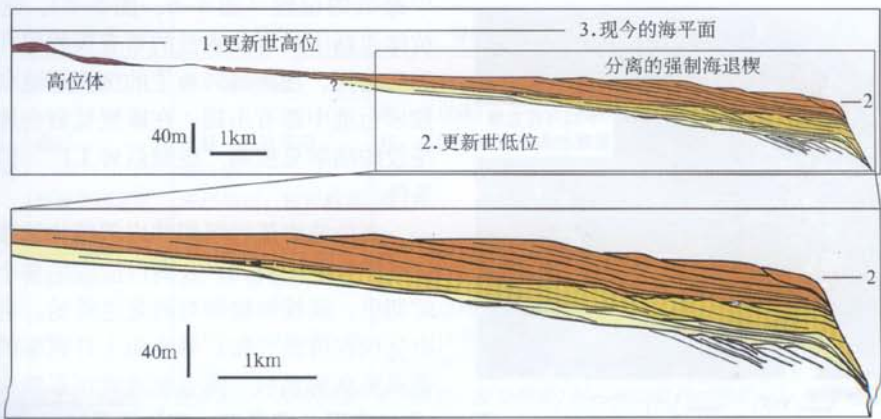 1.更新世高位
3.现今的海平面
高位体
分离的强制海退楔
?
2
40m
1km
2.更新世低位
2
40m
1km